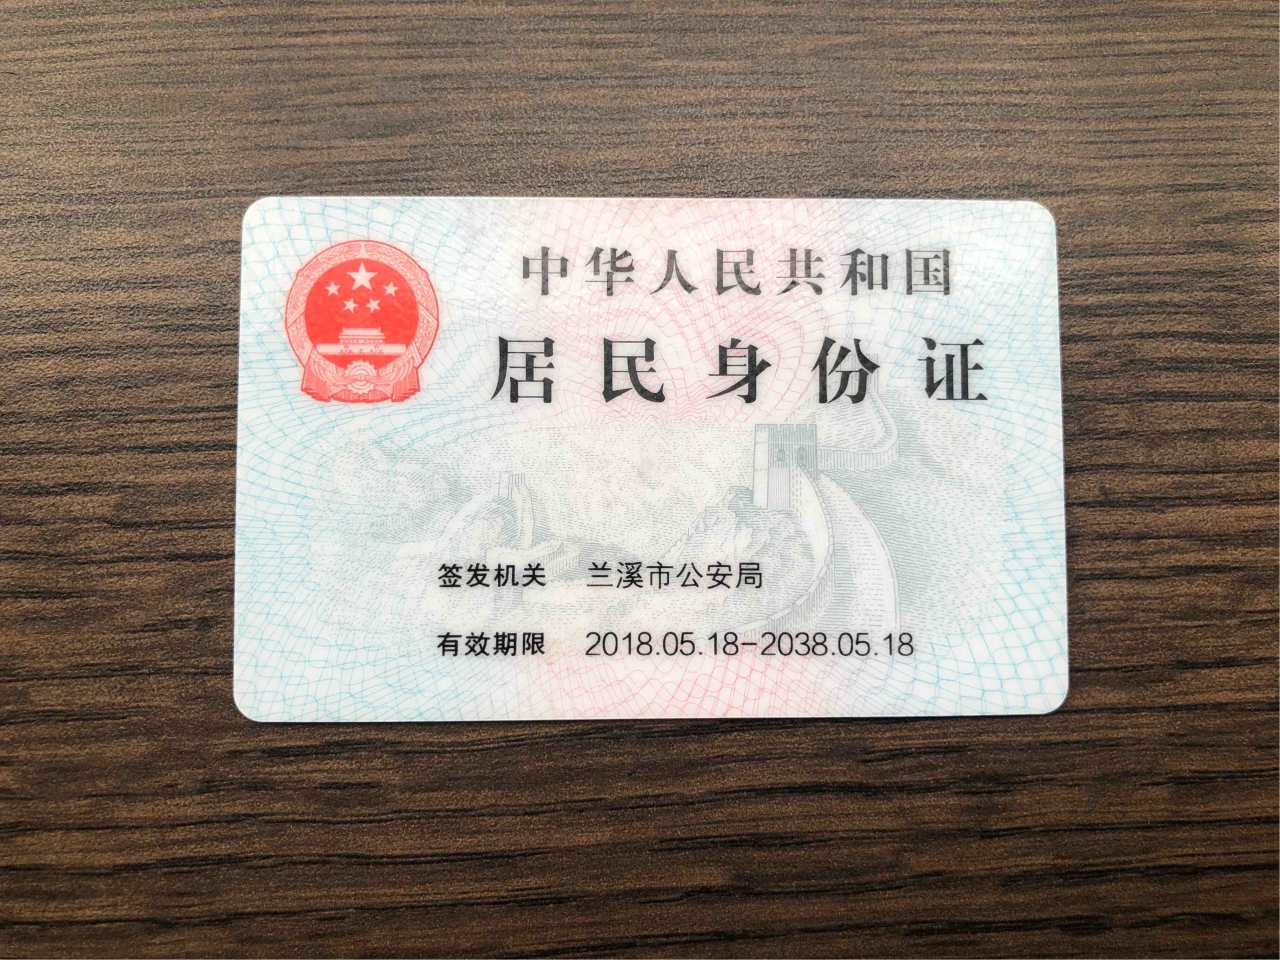 中华人民共和国
居民身份证
签发机关 兰溪市公安局
有效期限 2018.05.18-2038.05.18